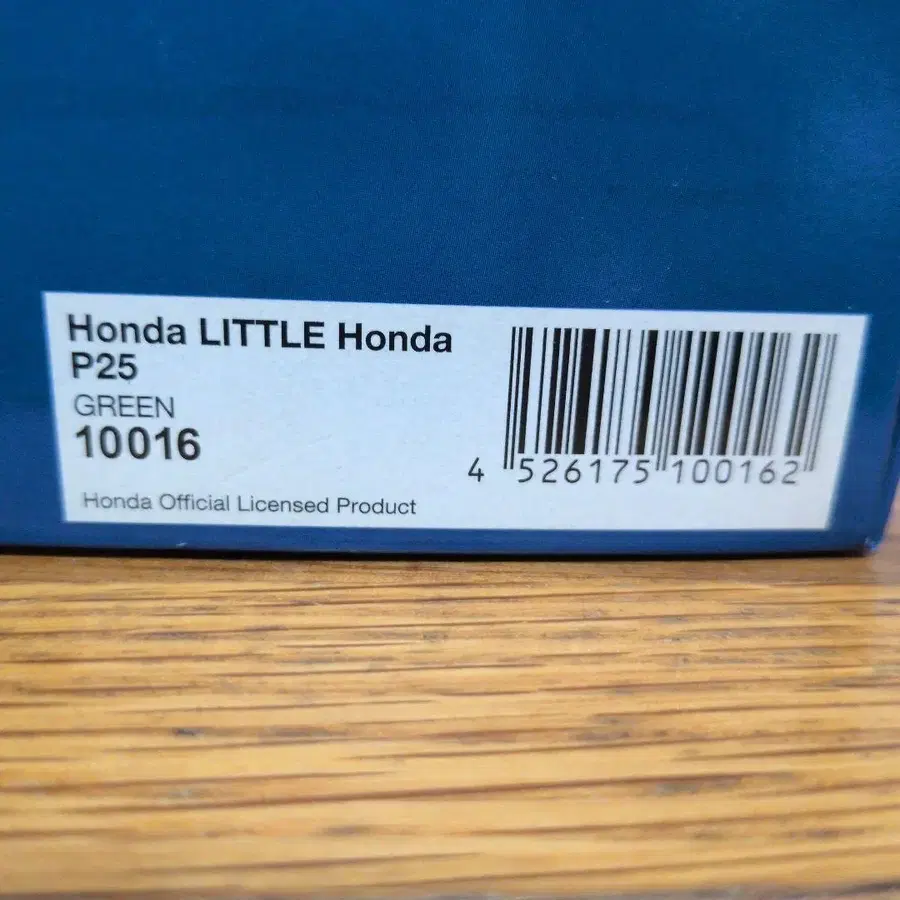 Honda LITTLE Honda
P25
GREEN
10016
Honda Official Licensed Product
4 526175 100162